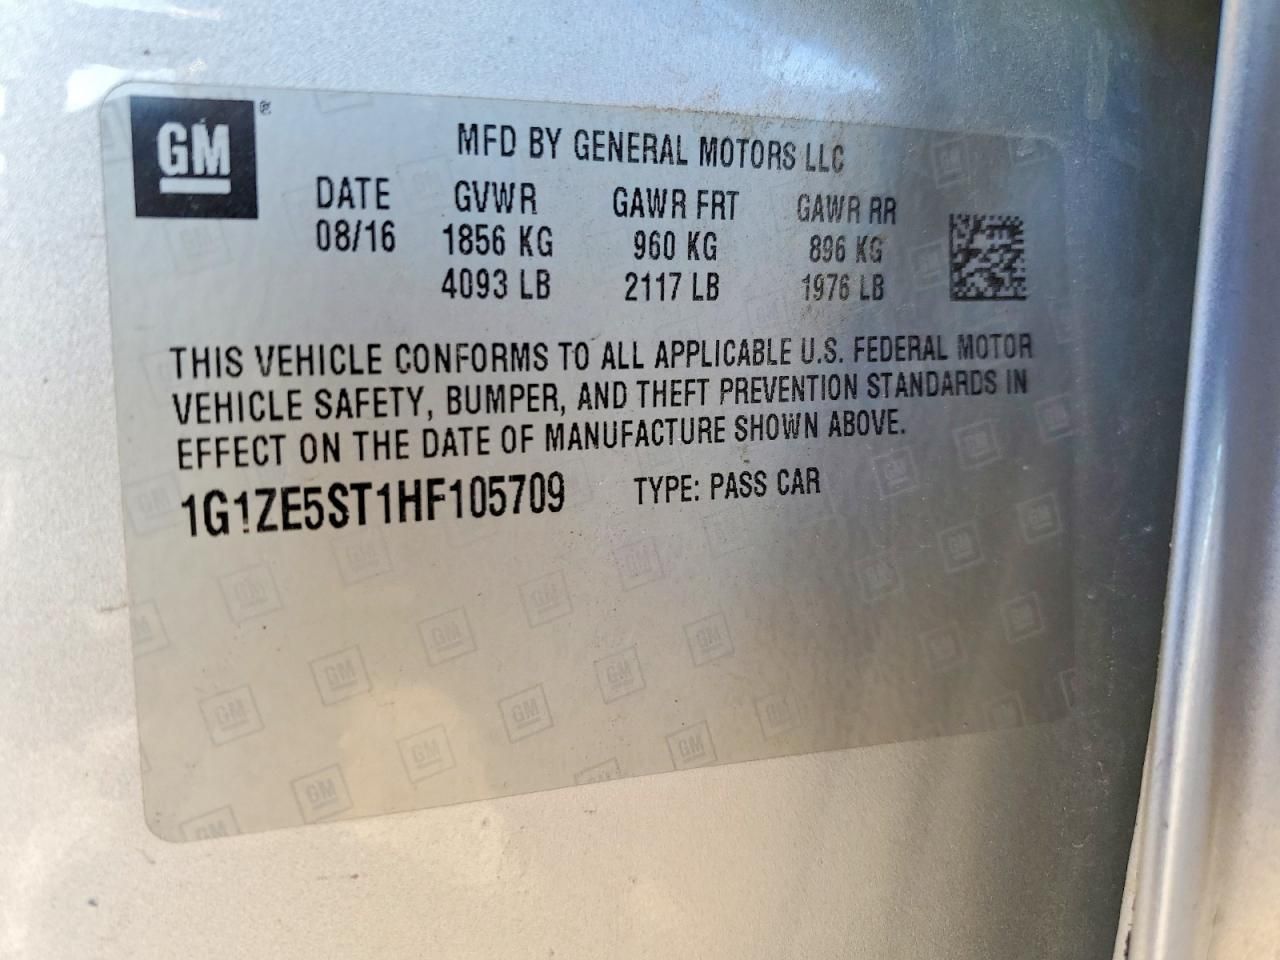 GM ®
MFD BY GENERAL MOTORS LLC
DATE GVWR GAWR FRT GAWR RR
08/16 1856 KG 960 KG 896 KG
4093 LB 2117 LB 1976 LB
THIS VEHICLE CONFORMS TO ALL APPLICABLE U.S. FEDERAL MOTOR
VEHICLE SAFETY, BUMPER, AND THEFT PREVENTION STANDARDS IN
EFFECT ON THE DATE OF MANUFACTURE SHOWN ABOVE.
1G1ZE5ST1HF105709 TYPE: PASS CAR